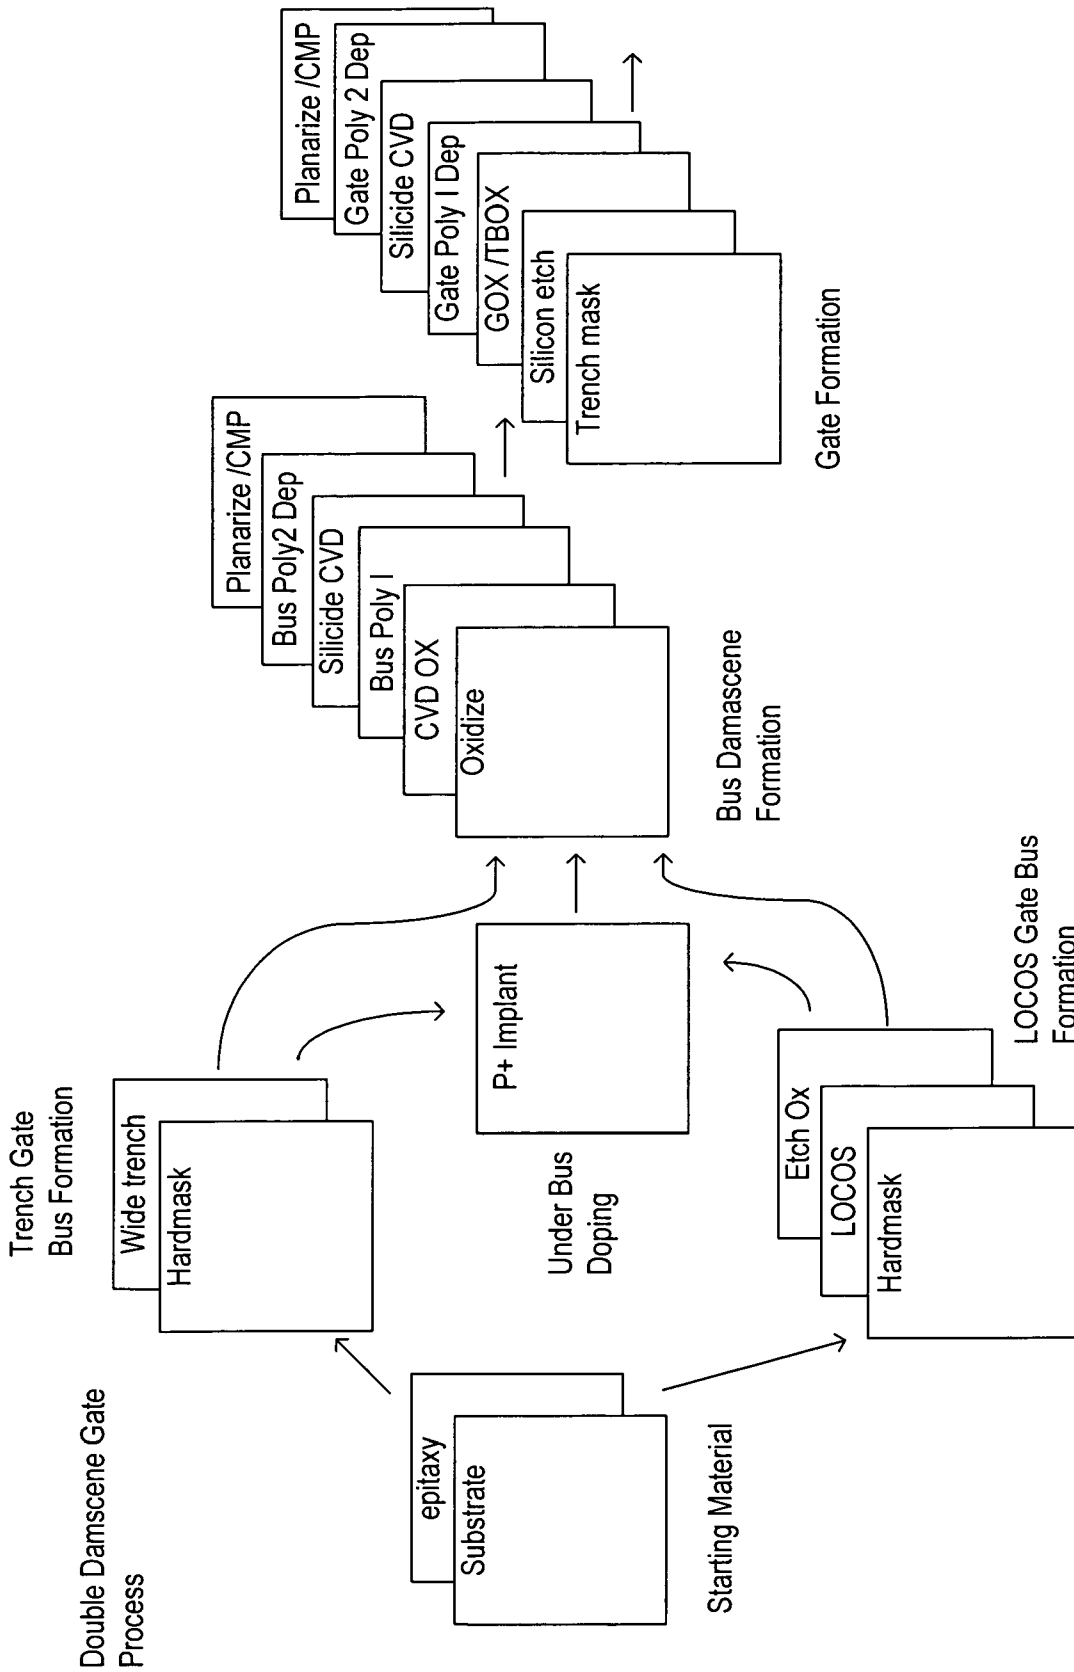 Double Damscene Gate
Process
epitaxy
Substrate
Starting Material
Trench Gate
Bus Formation
Wide trench
Hardmask
P+ Implant
Under Bus
Doping
Etch Ox
LOCOS
Hardmask
LOCOS Gate Bus
Formation
Planarize /CMP
Bus Poly2 Dep
Silicide CVD
Bus Poly I
CVD OX
Oxidize
Bus Damascene
Formation
Planarize /CMP
Gate Poly 2 Dep
Silicide CVD
Gate Poly I Dep
GOX /TBOX
Silicon etch
Trench mask
Gate Formation